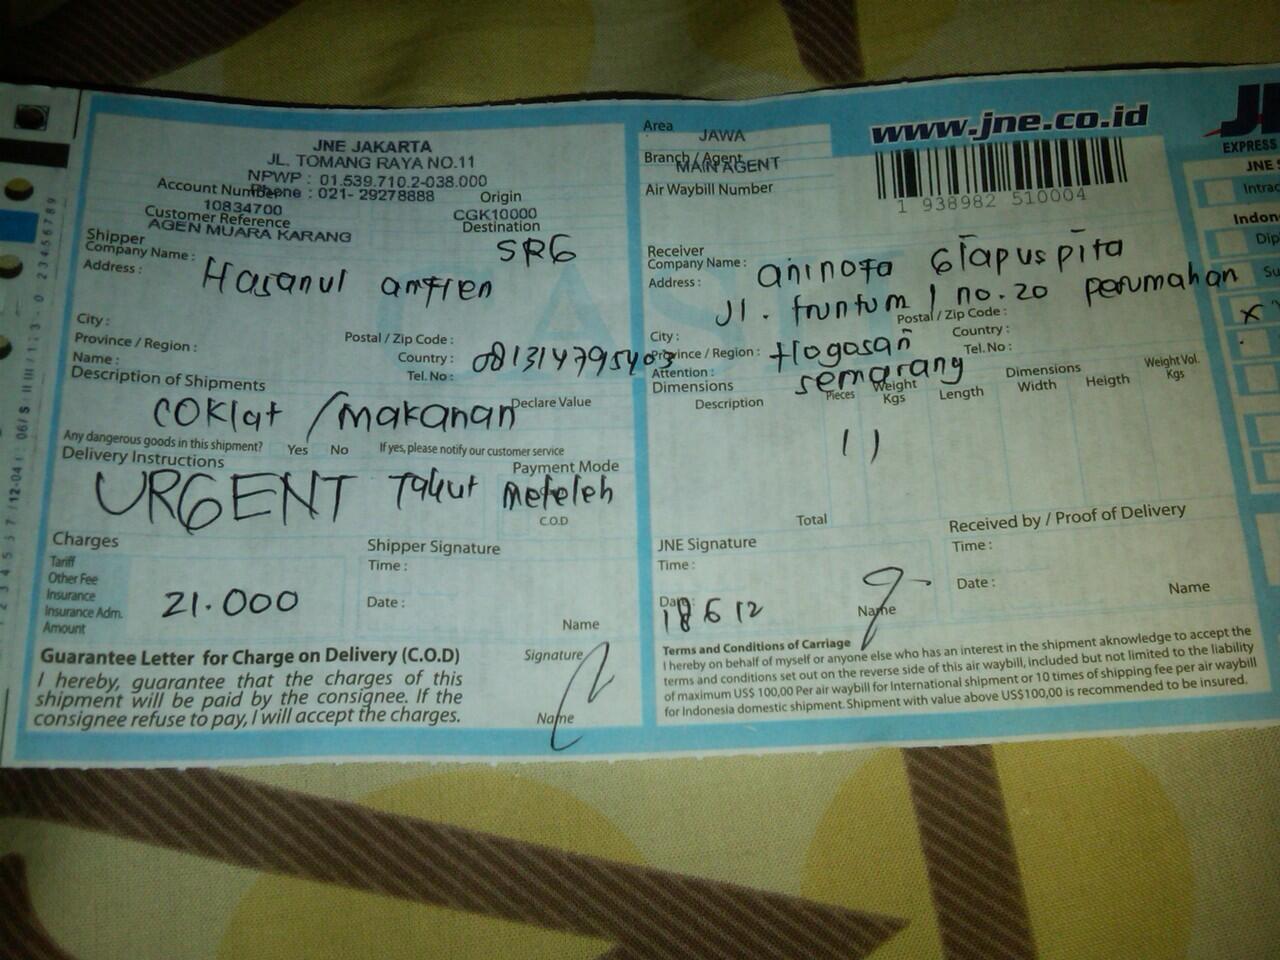 JNE JAKARTA
JL. TOMANG RAYA NO.11
NPWP : 01.539.710.2-038.000
Account Number
Phone : 021- 29278888
Origin
10834700
CGK10000
Customer Reference
Destination
AGEN MUARA KARANG
SRG
Shipper
Company Name :
Address :
Hasanul
City :
Postal / Zip Code :
Province / Region :
Country :
Name :
Tel. No :
081314795403
Description of Shipments
Declare Value
coklat / makanan
Any dangerous goods in this shipment? Yes No If yes, please notify our customer service
Delivery Instructions
Payment Mode
URGENT Takut Meleleh
C.O.D
Charges
Tariff
Other Fee
Insurance
Insurance Adm.
Amount
21.000
Shipper Signature
Time :
Date :
Name
Guarantee Letter for Charge on Delivery (C.O.D)
I hereby, guarantee that the charges of this
shipment will be paid by the consignee. If the
consignee refuse to pay, I will accept the charges.
Signature
Name
Area
JAWA
www.jne.co.id
Branch / Agent
MAIN AGENT
Air Waybill Number
1 938982 510004
Receiver
Company Name :
Address :
puspita
Jl. truntum 1 no.20 perumahan
City :
Postal / Zip Code :
Province / Region :
Country :
Attention :
Tel. No :
tlogosari
semarang
Dimensions
Description
Pieces
Weight
Kgs
Length
Dimensions
Width
Heigth
Weight Vol.
Kgs
1 1
Total
JNE Signature
Time :
Date :
18 6 12
Name
Received by / Proof of Delivery
Time :
Date :
Name
Terms and Conditions of Carriage
I hereby on behalf of myself or anyone else who has an interest in the shipment aknowledge to accept the
terms and conditions set out on the reverse side of this air waybill, included but not limited to the liability
of maximum US$ 100,00 Per air waybill for International shipment or 10 times of shipping fee per air waybill
for Indonesia domestic shipment. Shipment with value above US$100,00 is recommended to be insured.
EXPRESS